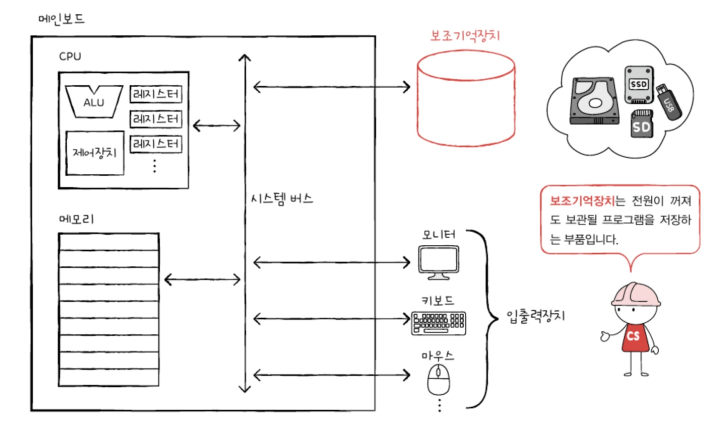 메인보드
CPU
ALU
레지스터
레지스터
레지스터
제어장치
메모리
시스템 버스
보조기억장치
SSD
USB
SD
보조기억장치는 전원이 꺼져
도 보관될 프로그램을 저장하
는 부품입니다.
모니터
키보드
마우스
입출력장치
CS